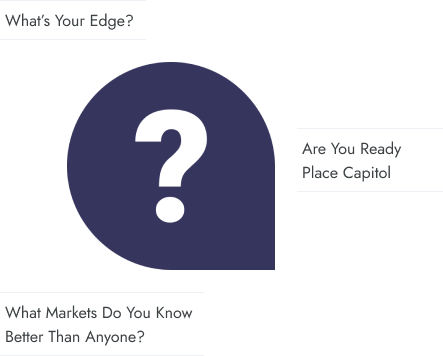 What's Your Edge?
?
Are You Ready
Place Capitol
What Markets Do You Know
Better Than Anyone?